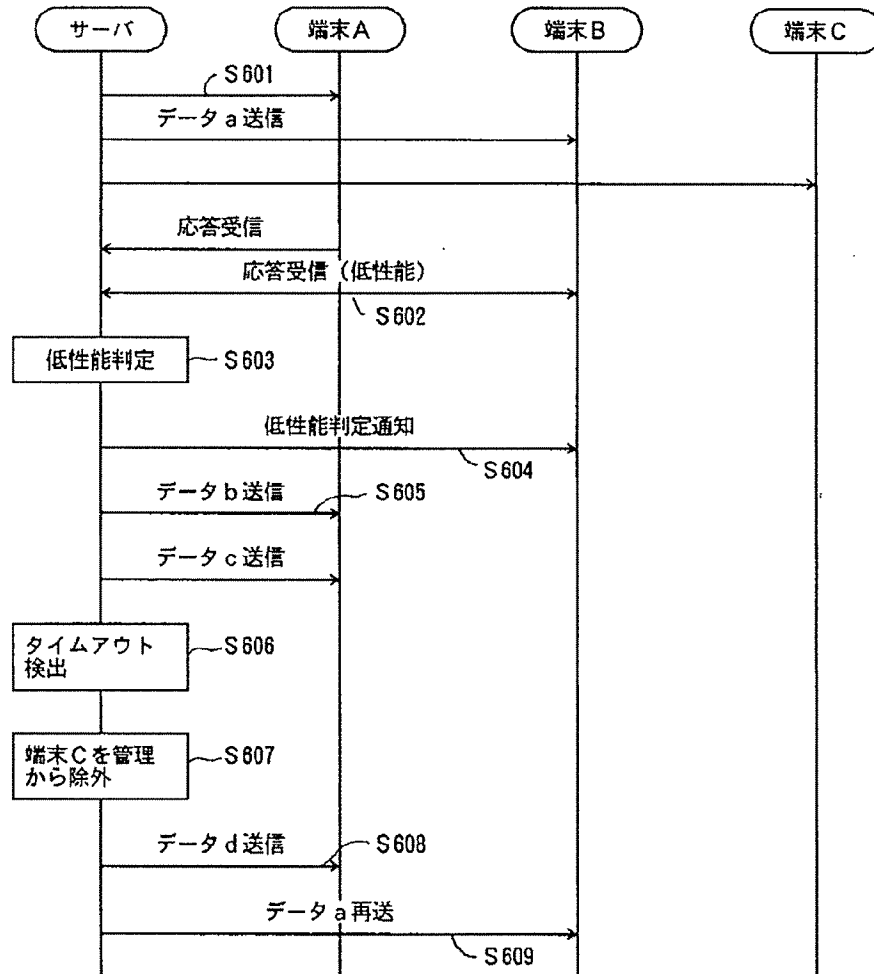 サーバ
端末A
端末B
端末C
S601
データa送信
応答受信
応答受信（低性能）
S602
低性能判定
S603
低性能判定通知
S604
データb送信
S605
データc送信
タイムアウト
検出
S606
端末Cを管理
から除外
S607
データd送信
S608
データa再送
S609